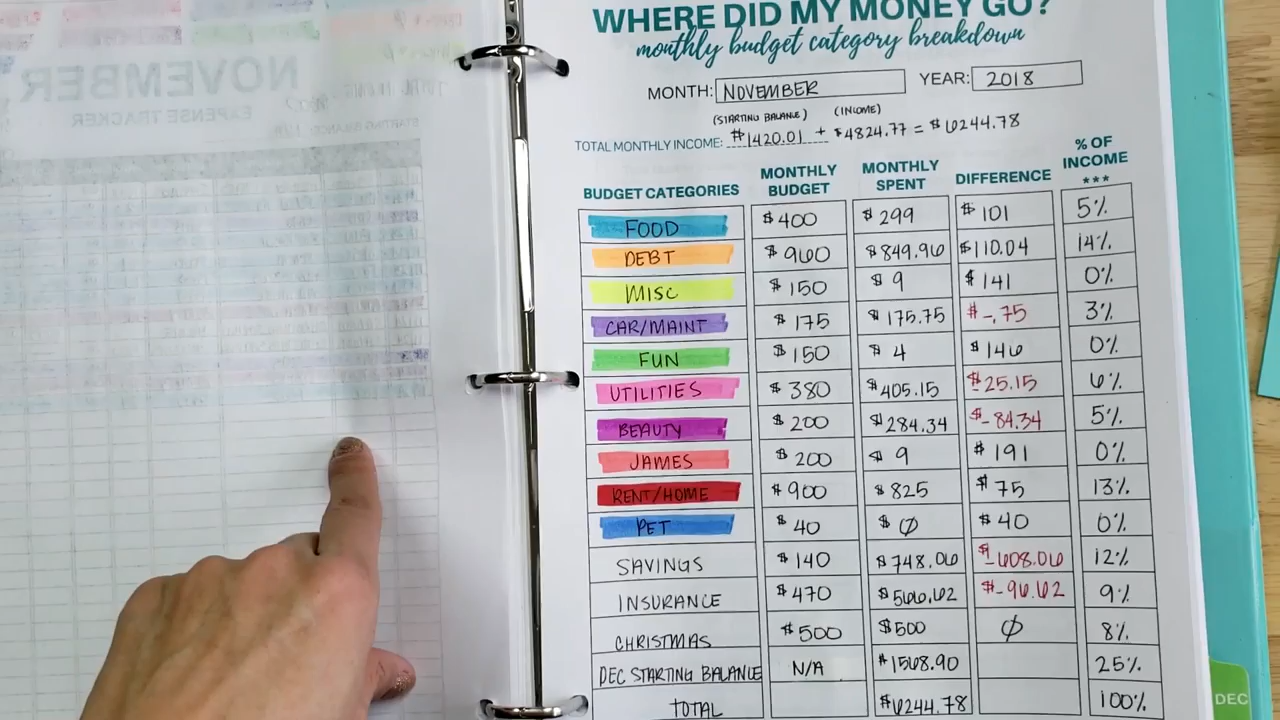 WHERE DID MY MONEY GO?
monthly budget category breakdown
MONTH: NOVEMBER YEAR: 2018
(STARTING BALANCE) (INCOME)
TOTAL MONTHLY INCOME: $1420.01 + $4824.77 = $6244.78
BUDGET CATEGORIES MONTHLY BUDGET MONTHLY SPENT DIFFERENCE % OF INCOME ***
FOOD $400 $299 $101 5%
DEBT $960 $849.96 $110.04 14%
MISC $150 $9 $141 0%
CAR/MAINT $175 $175.75 $-.75 3%
FUN $150 $4 $146 0%
UTILITIES $380 $405.15 $-25.15 6%
BEAUTY $200 $284.34 $-84.34 5%
JAMES $200 $9 $191 0%
RENT/HOME $900 $825 $75 13%
PET $40 $0 $40 0%
SAVINGS $140 $748.06 $-608.06 12%
INSURANCE $470 $566.62 $-96.62 9%
CHRISTMAS $500 $500 0 8%
DEC STARTING BALANCE N/A $1568.90 25%
TOTAL $6244.78 100%
DEC
NOVEMBER
EXPENSE TRACKER
STARTING BALANCE: